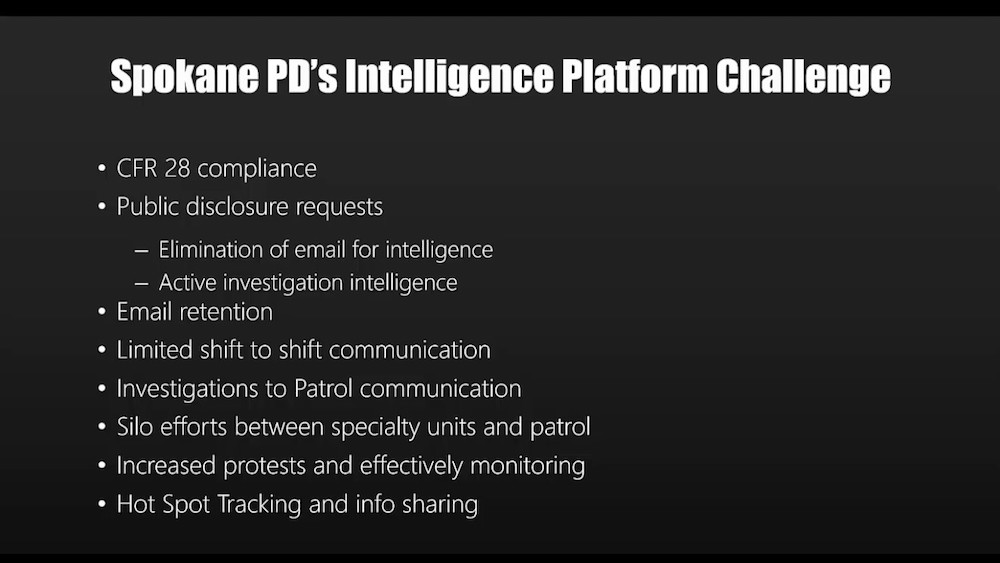 Spokane PD's Intelligence Platform Challenge
• CFR 28 compliance
• Public disclosure requests
– Elimination of email for intelligence
– Active investigation intelligence
• Email retention
• Limited shift to shift communication
• Investigations to Patrol communication
• Silo efforts between specialty units and patrol
• Increased protests and effectively monitoring
• Hot Spot Tracking and info sharing